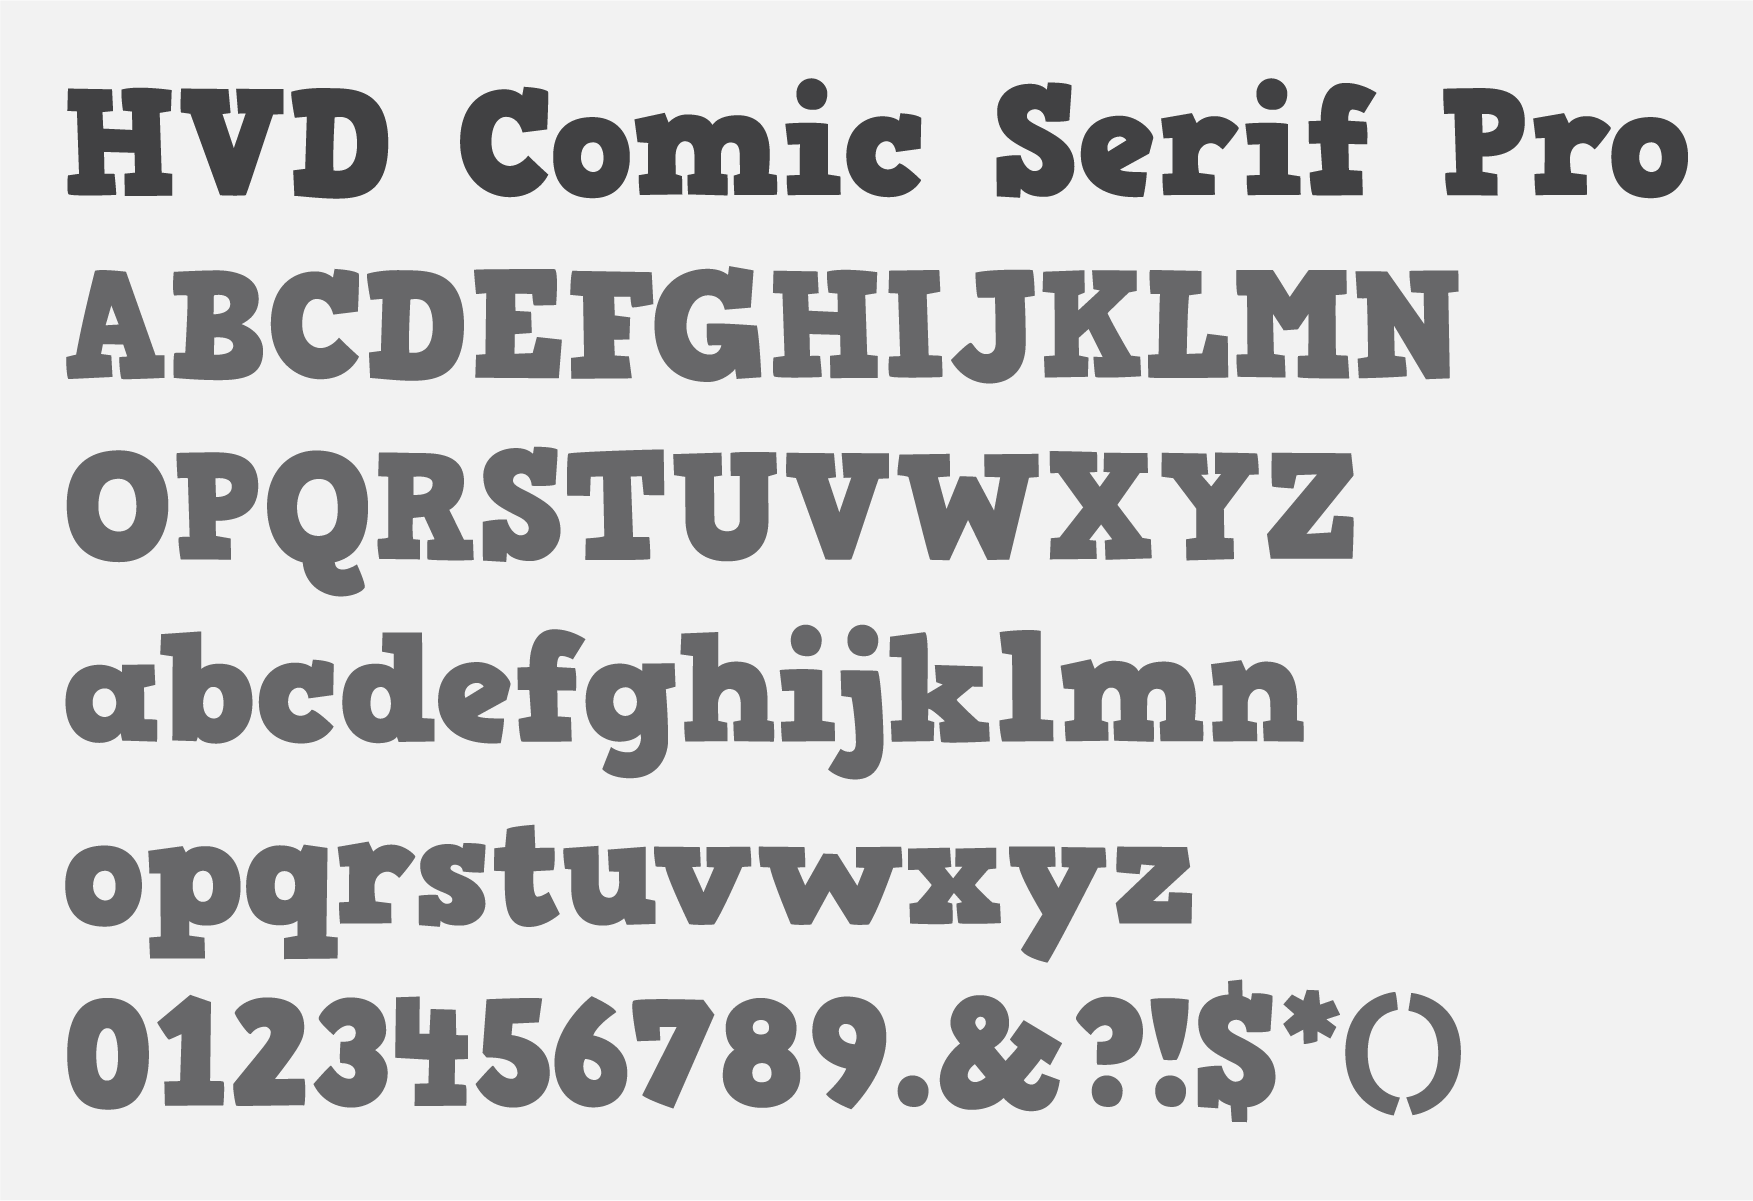 HVD Comic Serif Pro
ABCDEFGHIJKLMN
OPQRSTUVWXYZ
abcdefghijklmn
opqrstuvwxyz
0123456789.&?!$*()